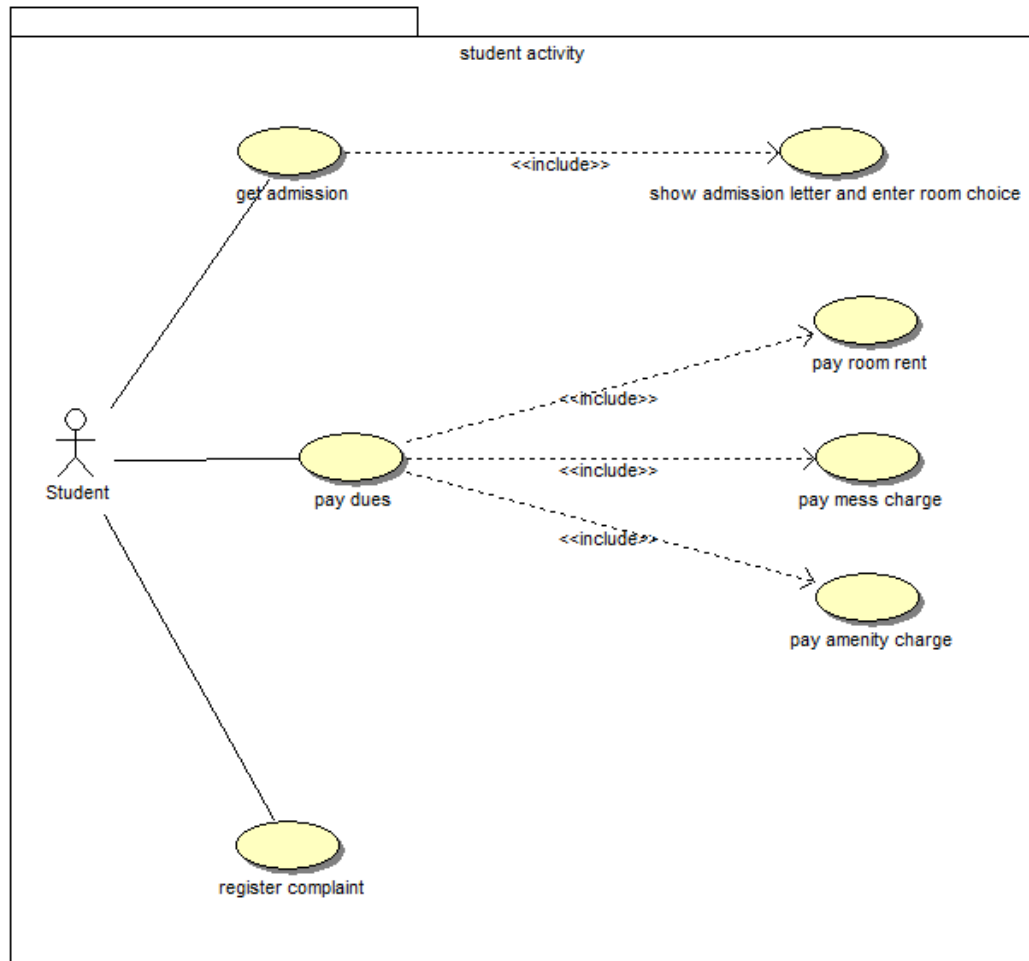 student activity
<<include>>
get admission
show admission letter and enter room choice
pay room rent
<<include>>
<<include>>
Student
pay dues
pay mess charge
<<include>>
pay amenity charge
register complaint